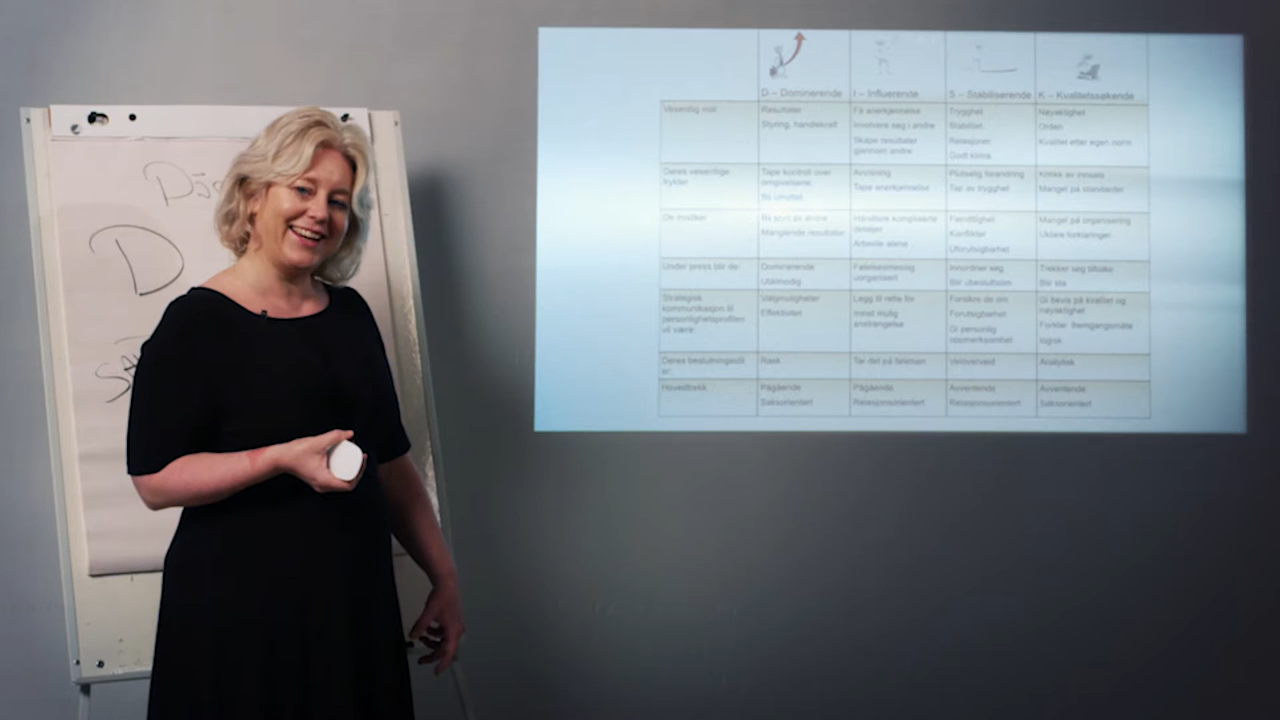 D
D – Dominerende I – Influerende S – Stabiliserende K – Kvalitetssøkende
Vesentlig mål Resultater Få anerkjennelse Trygghet Nøyaktighet
Styring, handlekraft Involvere seg i andre Stabilitet Orden
Skape resultater gjennom andre Relasjoner Kvalitet etter egen norm
Godt klima
Deres vesentlige frykter Tape kontroll over omgivelsene Avvisning Plutselig forandring Kritikk av innsats
Bli utnyttet Tape anerkjennelse Tap av trygghet Mangel på standarder
De misliker Bli styrt av andre Håndtere kompliserte detaljer Fiendtlighet Mangel på organisering
Manglende resultater Arbeide alene Konflikter Uklare forklaringer
Uforutsigbarhet
Under press blir de Dominerende Følelsesmessig uorganisert Innordner seg Trekker seg tilbake
Utålmodig Blir ubesluttsom Blir sta
Strategisk kommunikasjon til personlighetsprofilen vil være: Valgmuligheter Legg til rette for Forsikre de om Gi bevis på kvalitet og nøyaktighet
Effektivitet minst mulig anstrengelse Forutsigbarhet Forklar fremgangsmåte
Gi personlig oppmerksomhet logisk
Deres beslutningsstil er: Rask Tar det på følelsen Veloverveid Analytisk
Hovedtrekk Pågående Pågående Avventende Avventende
Saksorientert Relasjonsorientert Relasjonsorientert Saksorientert